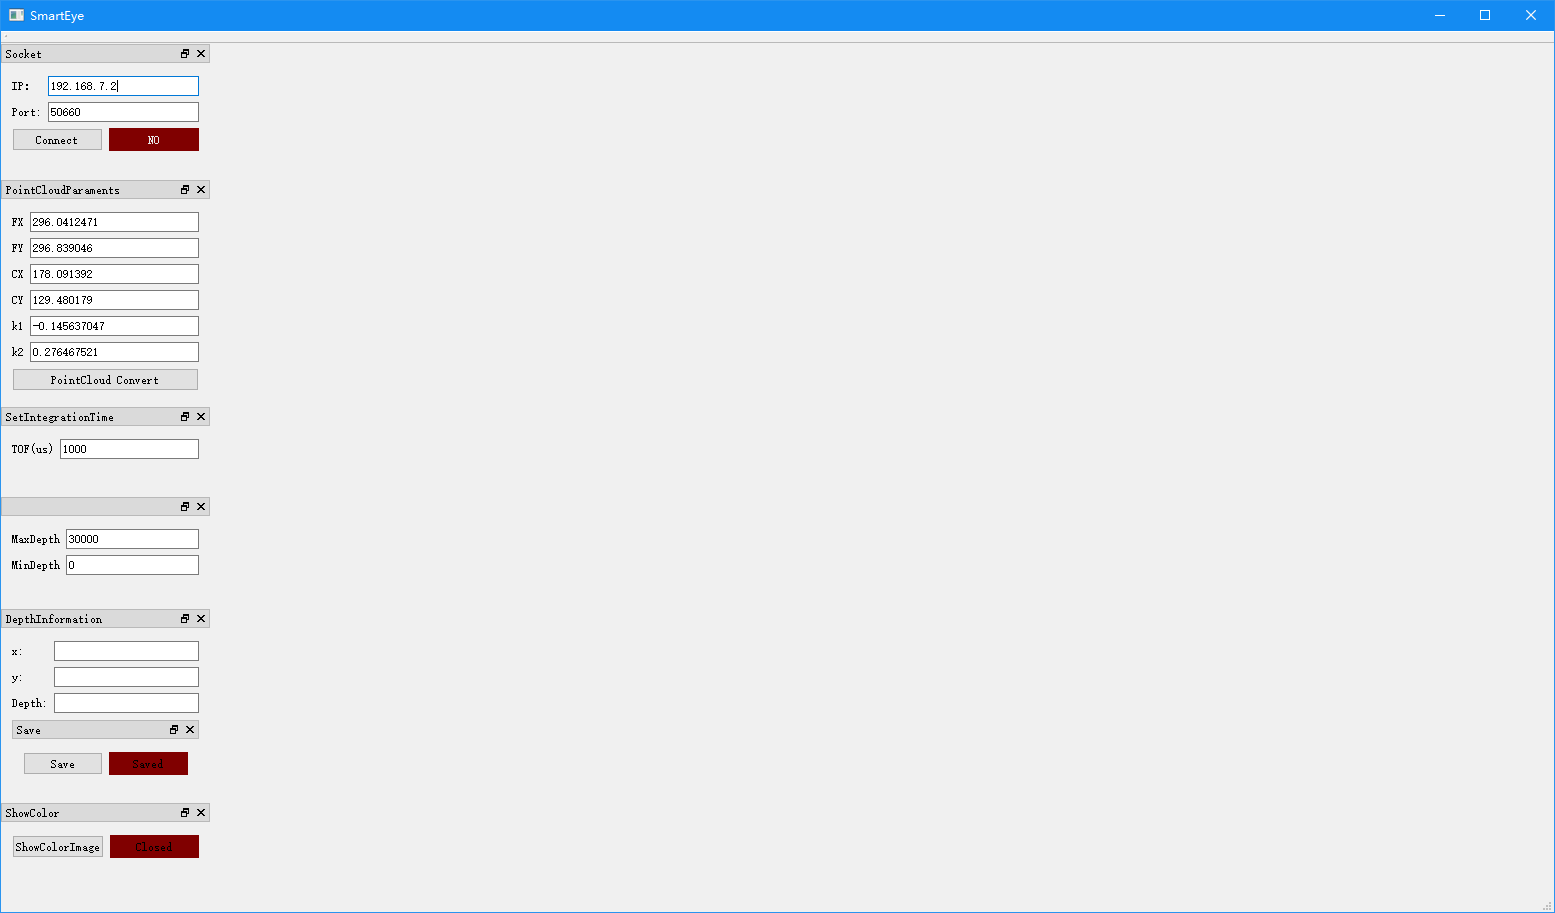 SmartEye
Socket
IP: 192.168.7.2
Port: 50660
Connect NO
PointCloudParaments
FX 296.0412471
FY 296.839046
CX 178.091392
CY 129.480179
k1 -0.145637047
k2 0.276467521
PointCloud Convert
SetIntegrationTime
TOF(us) 1000
MaxDepth 30000
MinDepth 0
DepthInformation
x:
y:
Depth:
Save
Save Saved
ShowColor
ShowColorImage Closed